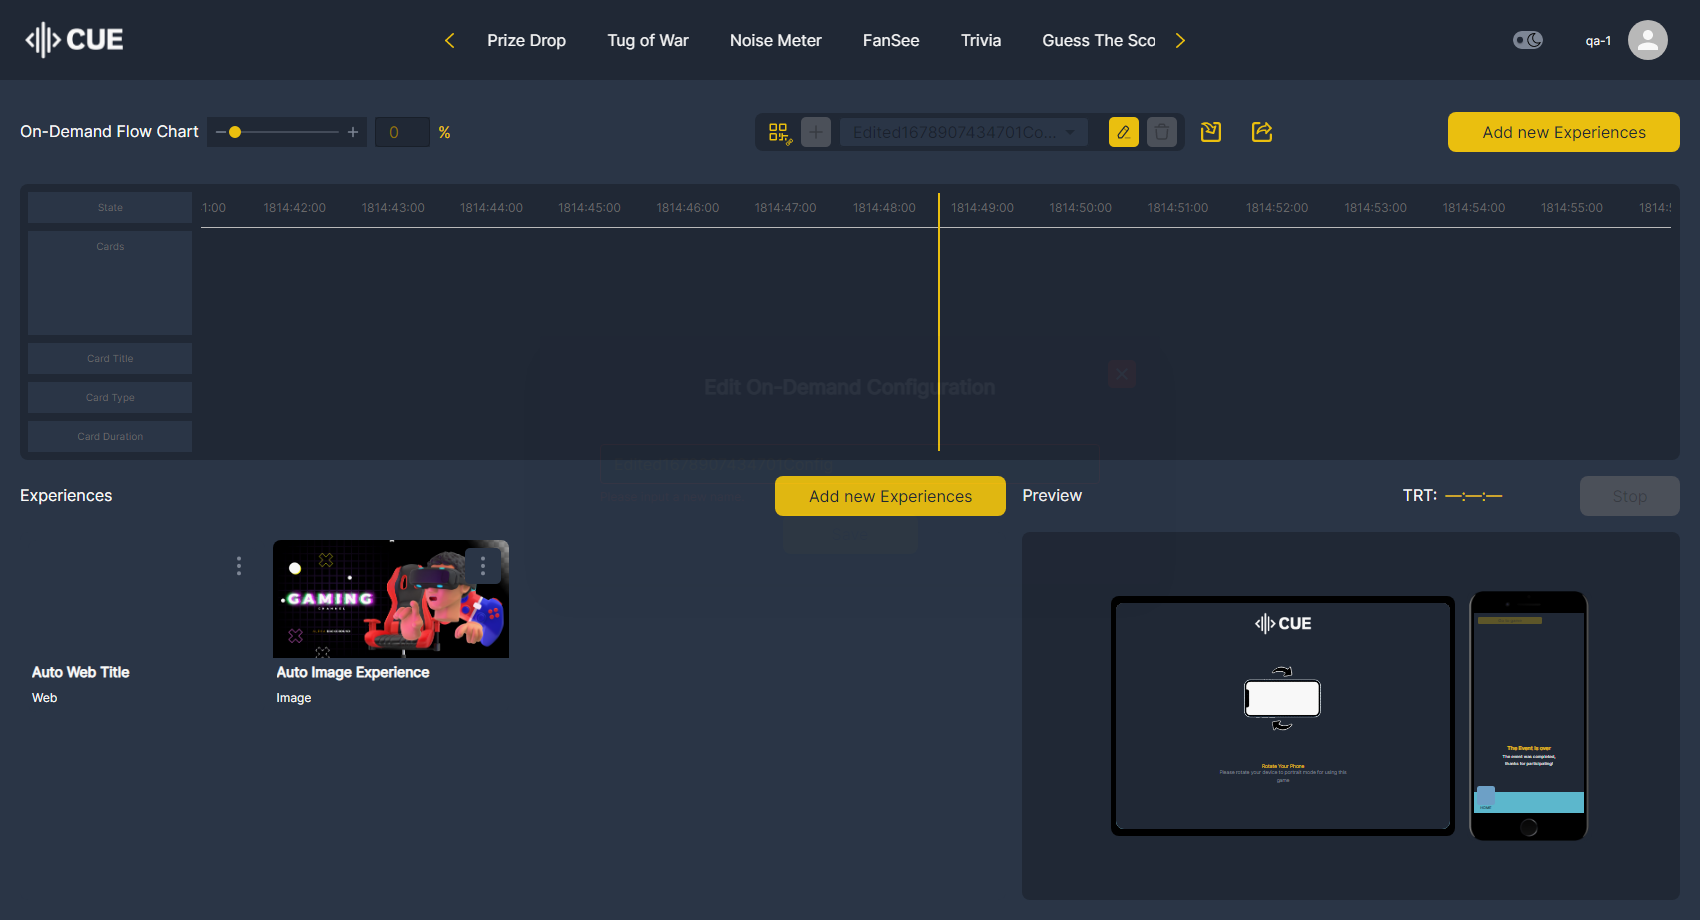 CUE
Prize Drop
Tug of War
Noise Meter
FanSee
Trivia
Guess The Sco
qa-1
On-Demand Flow Chart
0
%
Edited1678907434701Co...
Add new Experiences
State
1:00
1814:42:00
1814:43:00
1814:44:00
1814:45:00
1814:46:00
1814:47:00
1814:48:00
1814:49:00
1814:50:00
1814:51:00
1814:52:00
1814:53:00
1814:54:00
1814:55:00
1814:5
Cards
Card Title
Card Type
Card Duration
Edit On-Demand Configuration
Experiences
Add new Experiences
Preview
TRT: —:—:—
Stop
GAMING
CHANNEL
Auto Web Title
Web
Auto Image Experience
Image
CUE
Rotate Your Phone
Please rotate your device to portrait mode for using this
game
The Event is over
The event was completed,
thanks for participating!
HOME